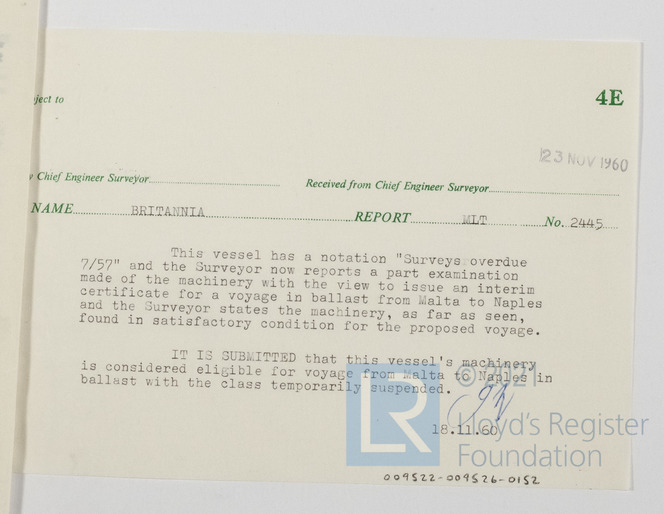 ject to
4E
23 NOV 1960
Chief Engineer Surveyor
Received from Chief Engineer Surveyor
NAME BRITANNIA REPORT MLT No. 2445
This vessel has a notation "Surveys overdue
7/57" and the Surveyor now reports a part examination
made of the machinery with the view to issue an interim
certificate for a voyage in ballast from Malta to Naples
and the Surveyor states the machinery, as far as seen,
found in satisfactory condition for the proposed voyage.
IT IS SUBMITTED that this vessel's machinery
is considered eligible for voyage from Malta to Naples in
ballast with the class temporarily suspended.
18.11.60
© 2021
LR
Lloyd's Register
Foundation
009522-009526-0152